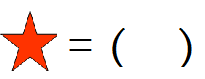 = ( )